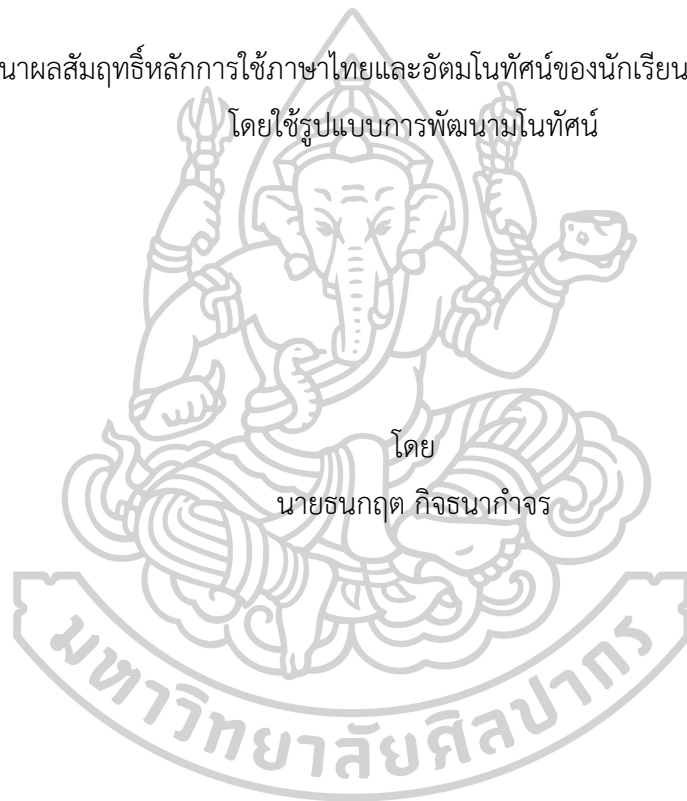 นาผลสัมฤทธิ์หลักการใช้ภาษาไทยและอัตมโนทัศน์ของนักเรียน
โดยใช้รูปแบบการพัฒนามโนทัศน์
โดย
นายธนกฤต กิจธนากำจร
มหาวิทยาลัยศิลปากร